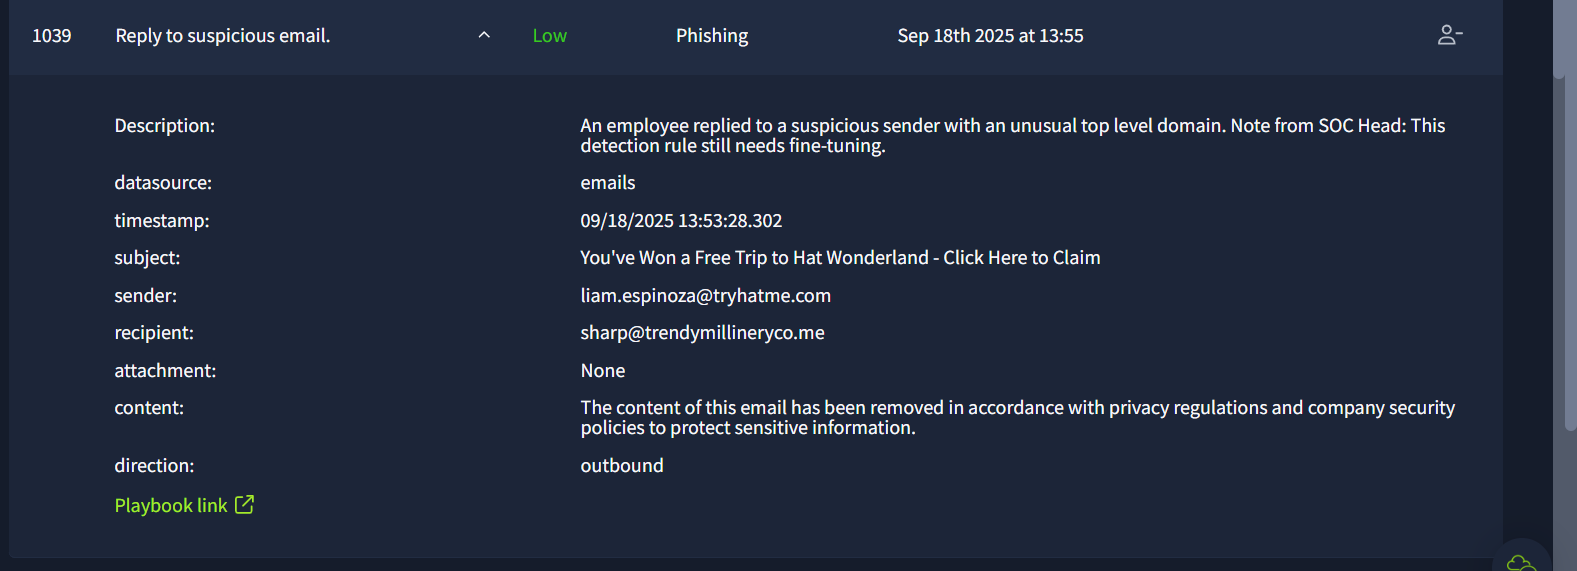 1039 Reply to suspicious email. Low Phishing Sep 18th 2025 at 13:55
Description: An employee replied to a suspicious sender with an unusual top level domain. Note from SOC Head: This
detection rule still needs fine-tuning.
datasource: emails
timestamp: 09/18/2025 13:53:28.302
subject: You've Won a Free Trip to Hat Wonderland - Click Here to Claim
sender: liam.espinoza@tryhatme.com
recipient: sharp@trendymillineryco.me
attachment: None
content: The content of this email has been removed in accordance with privacy regulations and company security
policies to protect sensitive information.
direction: outbound
Playbook link